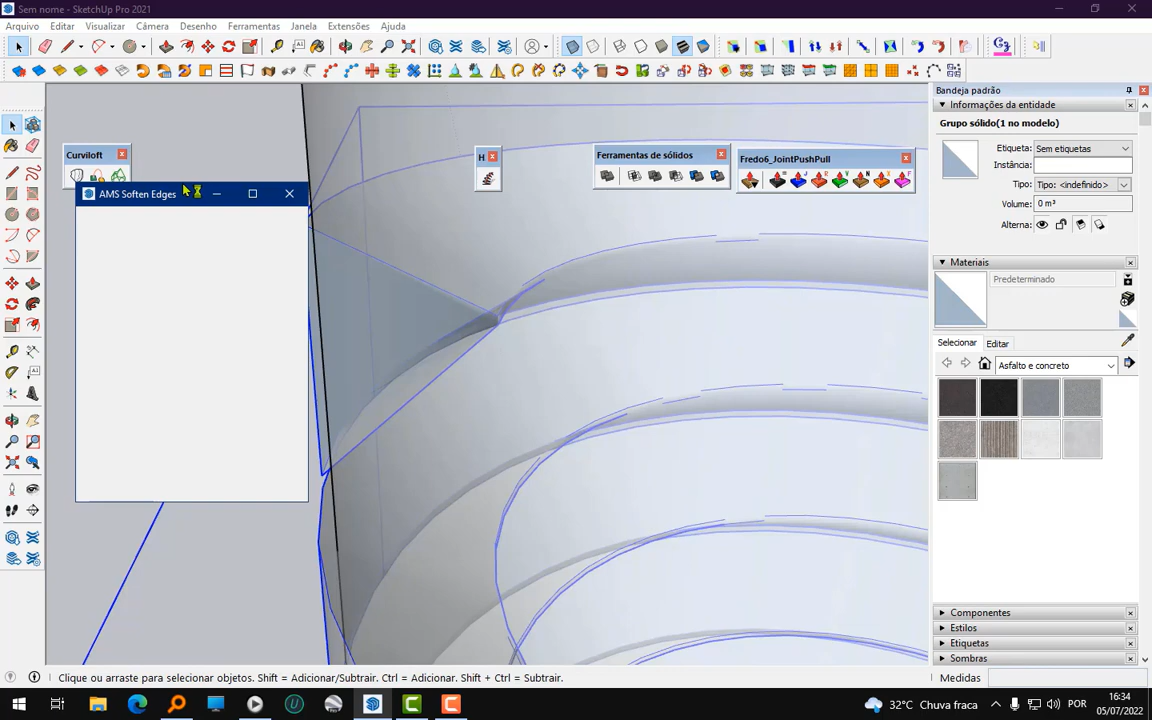 Sem nome - SketchUp Pro 2021
Arquivo Editar Visualizar Câmera Desenho Ferramentas Janela Extensões Ajuda
Bandeja padrão
Informações da entidade
Grupo sólido(1 no modelo)
Etiqueta: Sem etiquetas
Instância:
Tipo: Tipo: <indefinido>
Volume: 0 m³
Alterna:
Curviloft
H
Ferramentas de sólidos
Fredo6_JointPushPull
AMS Soften Edges
Materiais
Predeterminado
Selecionar Editar
Asfalto e concreto
Componentes
Estilos
Etiquetas
Sombras
Clique ou arraste para selecionar objetos. Shift = Adicionar/Subtrair. Ctrl = Adicionar. Shift + Ctrl = Subtrair.
Medidas
32°C Chuva fraca
POR
16:34
05/07/2022